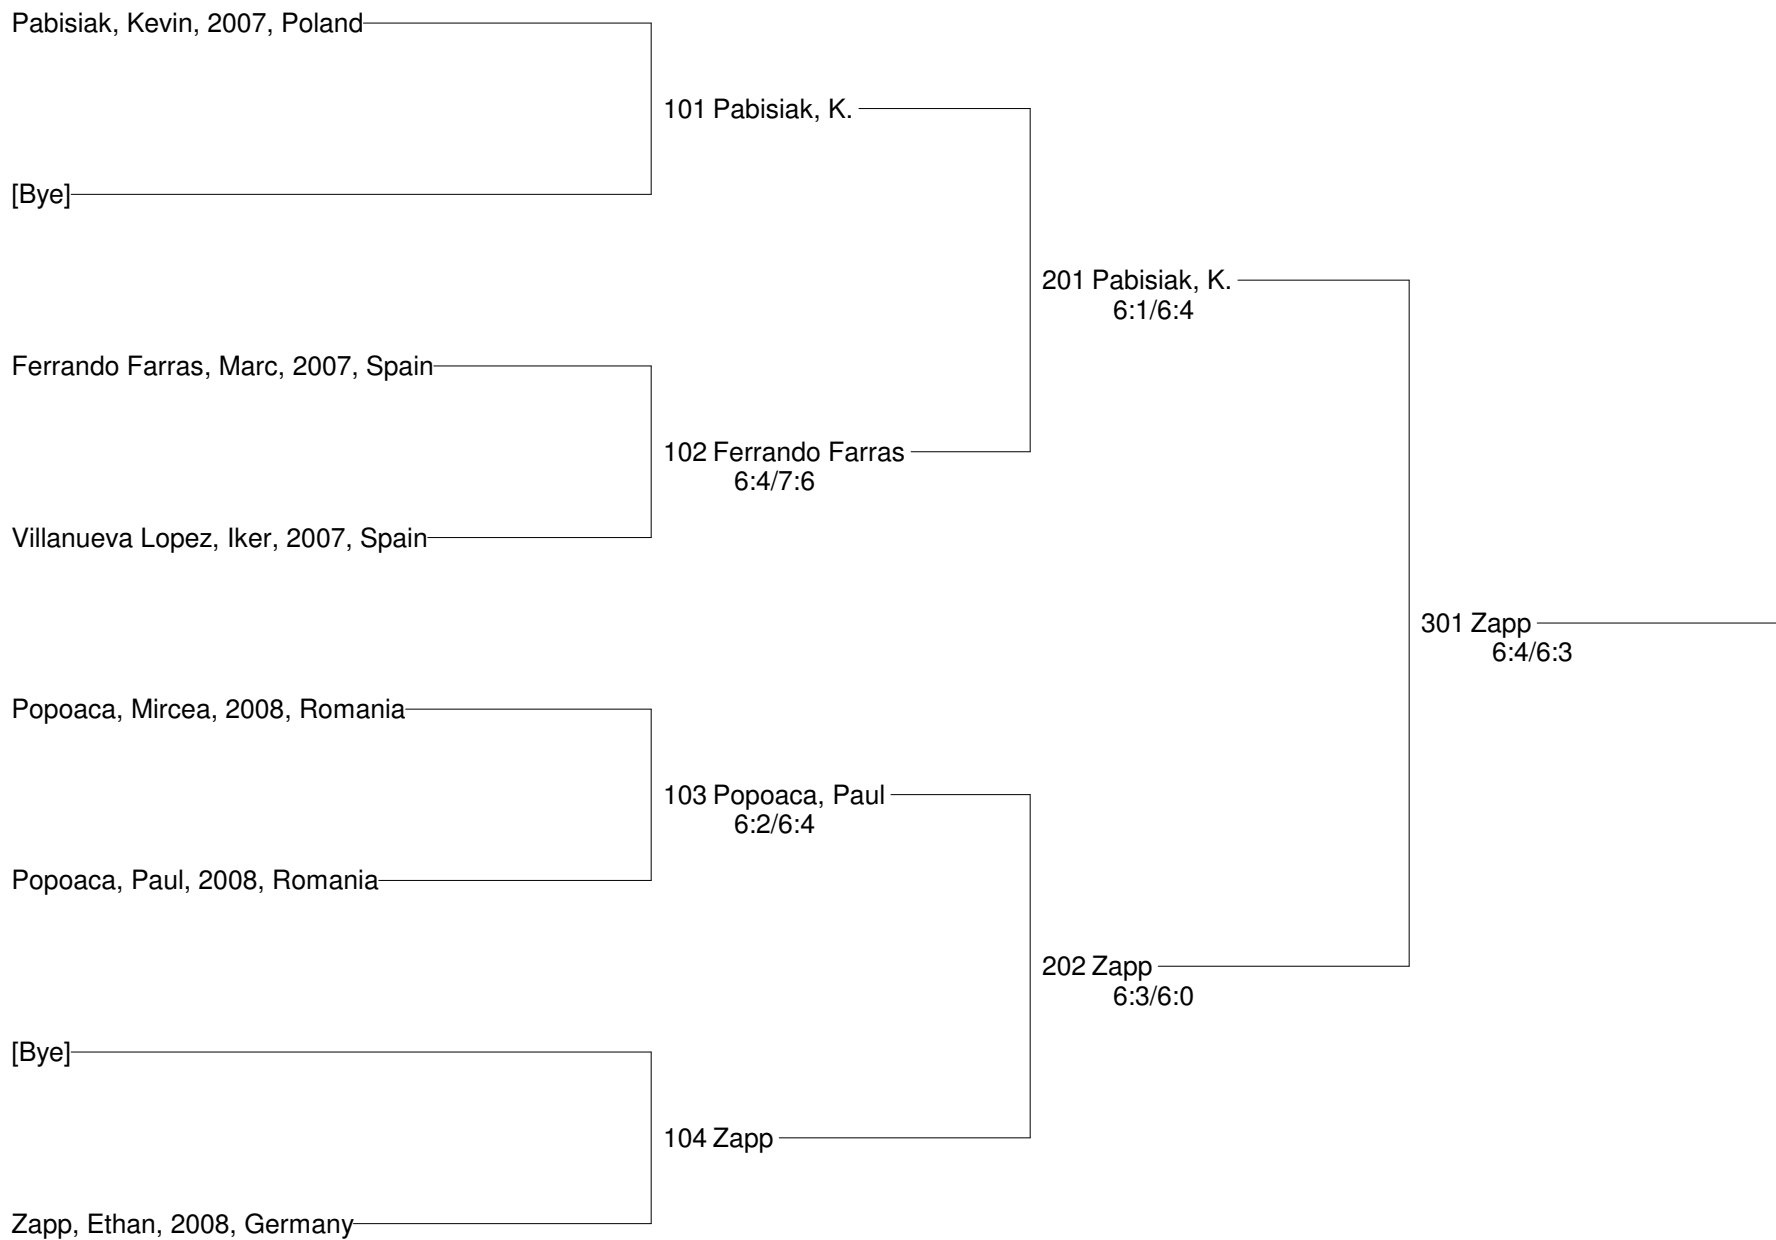 Pabisiak, Kevin, 2007, Poland
101 Pabisiak, K.
[Bye]
201 Pabisiak, K.
6:1/6:4
Ferrando Farras, Marc, 2007, Spain
102 Ferrando Farras
6:4/7:6
Villanueva Lopez, Iker, 2007, Spain
301 Zapp
6:4/6:3
Popoaca, Mircea, 2008, Romania
103 Popoaca, Paul
6:2/6:4
Popoaca, Paul, 2008, Romania
202 Zapp
6:3/6:0
[Bye]
104 Zapp
Zapp, Ethan, 2008, Germany